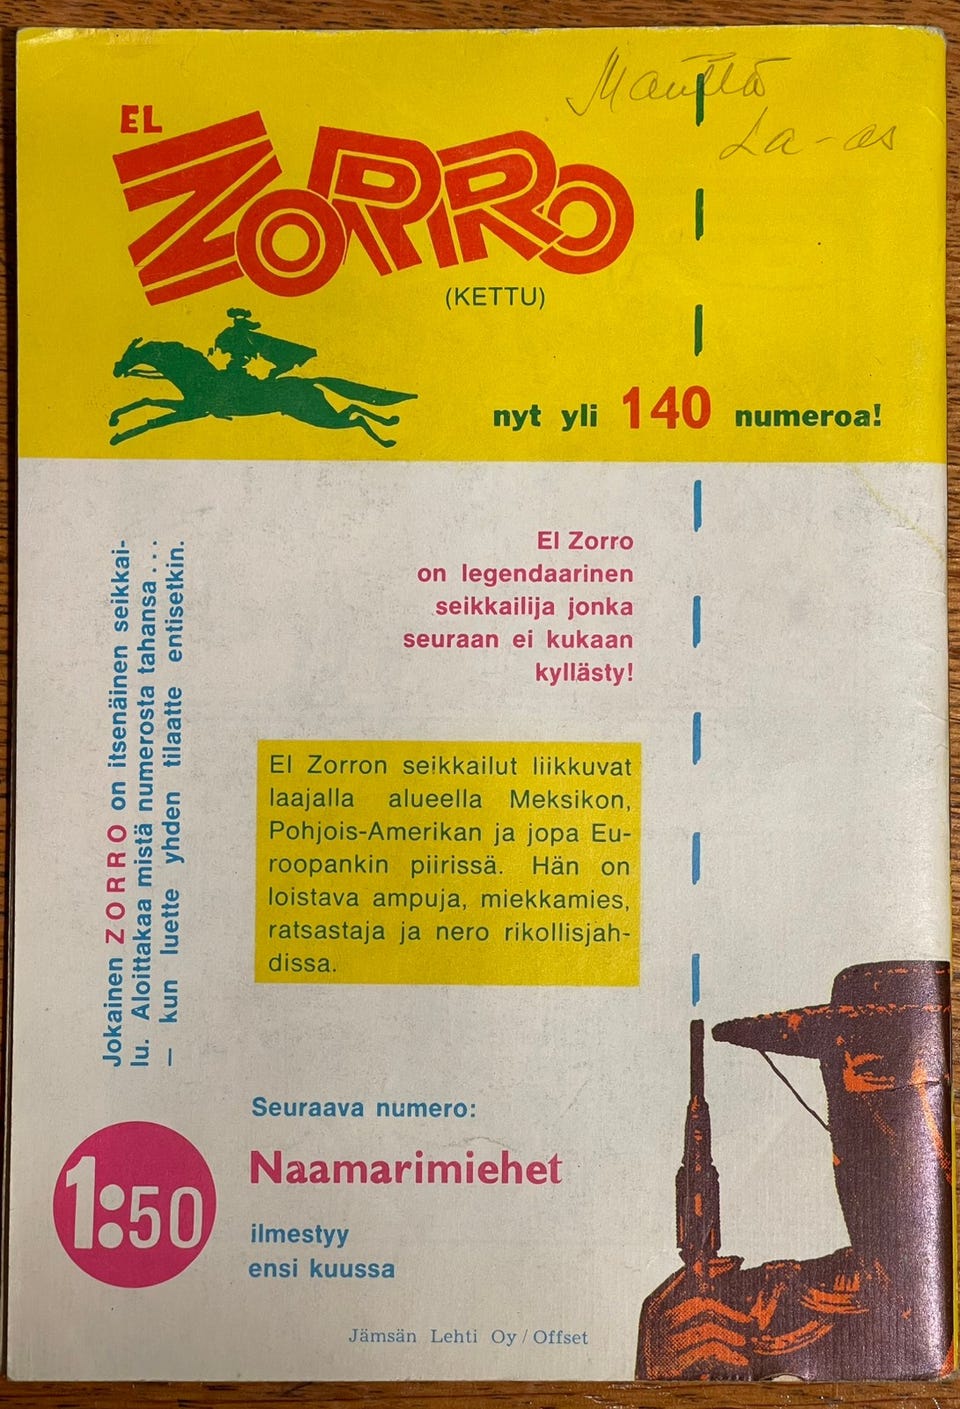 EL
ZORRO
(KETTU)
Mänttä
La-as
nyt yli 140 numeroa!
El Zorro
on legendaarinen
seikkailija jonka
seuraan ei kukaan
kyllästy!
Jokainen ZORRO on itsenäinen seikkai-
lu. Aloittakaa mistä numerosta tahansa...
— kun luette yhden tilaatte entisetkin.
El Zorron seikkailut liikkuvat
laajalla alueella Meksikon,
Pohjois-Amerikan ja jopa Eu-
roopankin piirissä. Hän on
loistava ampuja, miekkamies,
ratsastaja ja nero rikollisjah-
dissa.
Seuraava numero:
Naamarimiehet
1:50
ilmestyy
ensi kuussa
Jämsän Lehti Oy / Offset